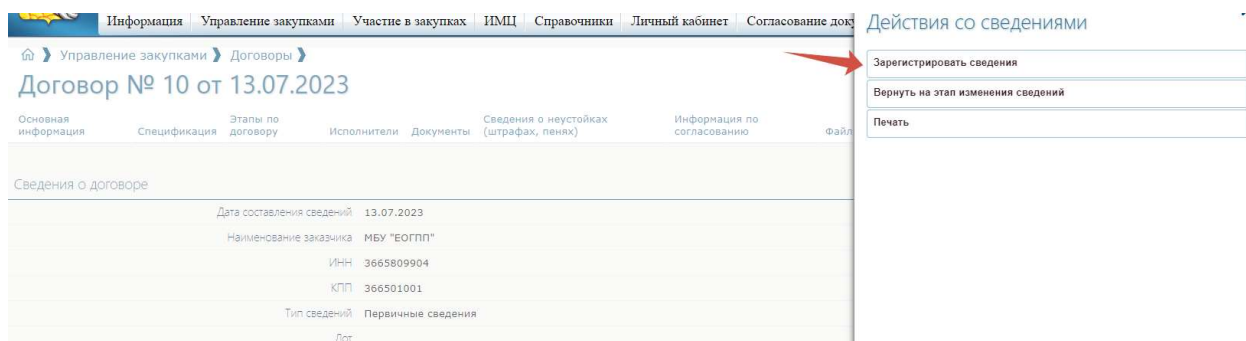 Информация Управление закупками Участие в закупках ИМЦ Справочники Личный кабинет Согласование доку
Управление закупками Договоры
Договор № 10 от 13.07.2023
Основная информация Спецификация Этапы по договору Исполнители Документы Сведения о неустойках (штрафах, пенях) Информация по согласованию Файл
Сведения о договоре
Дата составления сведений 13.07.2023
Наименование заказчика МБУ "ЕОГПП"
ИНН 3665809904
КПП 366501001
Тип сведений Первичные сведения
Лот
Действия со сведениями
Зарегистрировать сведения
Вернуть на этап изменения сведений
Печать